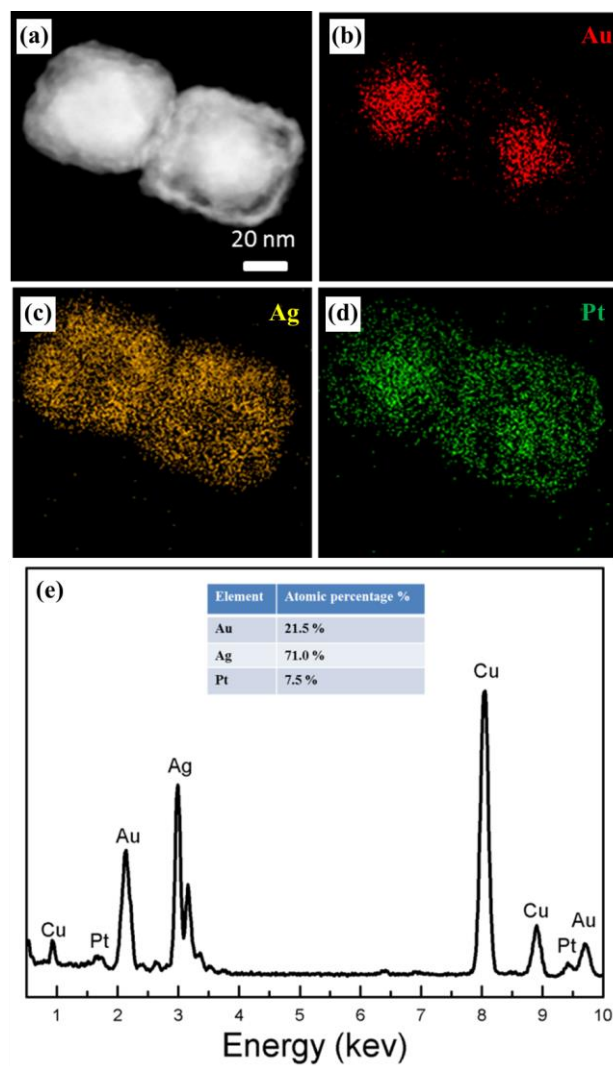 (a)
(b) Au
20 nm
(c) Ag
(d) Pt
(e)
Element Atomic percentage %
Au 21.5 %
Ag 71.0 %
Pt 7.5 %
Cu
Ag
Au
Cu
Pt
Cu
Pt
Au
1 2 3 4 5 6 7 8 9 10
Energy (kev)